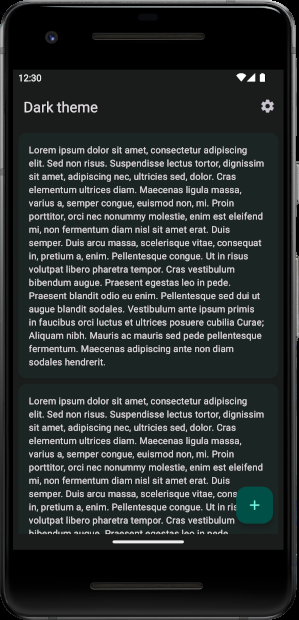 12:30
Dark theme
Lorem ipsum dolor sit amet, consectetur adipiscing
elit. Sed non risus. Suspendisse lectus tortor, dignissim
sit amet, adipiscing nec, ultricies sed, dolor. Cras
elementum ultrices diam. Maecenas ligula massa,
varius a, semper congue, euismod non, mi. Proin
porttitor, orci nec nonummy molestie, enim est eleifend
mi, non fermentum diam nisl sit amet erat. Duis
semper. Duis arcu massa, scelerisque vitae, consequat
in, pretium a, enim. Pellentesque congue. Ut in risus
volutpat libero pharetra tempor. Cras vestibulum
bibendum augue. Praesent egestas leo in pede.
Praesent blandit odio eu enim. Pellentesque sed dui ut
augue blandit sodales. Vestibulum ante ipsum primis
in faucibus orci luctus et ultrices posuere cubilia Curae;
Aliquam nibh. Mauris ac mauris sed pede pellentesque
fermentum. Maecenas adipiscing ante non diam
sodales hendrerit.
Lorem ipsum dolor sit amet, consectetur adipiscing
elit. Sed non risus. Suspendisse lectus tortor, dignissim
sit amet, adipiscing nec, ultricies sed, dolor. Cras
elementum ultrices diam. Maecenas ligula massa,
varius a, semper congue, euismod non, mi. Proin
porttitor, orci nec nonummy molestie, enim est eleifend
mi, non fermentum diam nisl sit amet erat. Duis
semper. Duis arcu massa, scelerisque vitae, cons
in, pretium a, enim. Pellentesque congue. Ut in ris
volutpat libero pharetra tempor. Cras vestibulum
bibendum augue. Praesent egestas leo in pede.